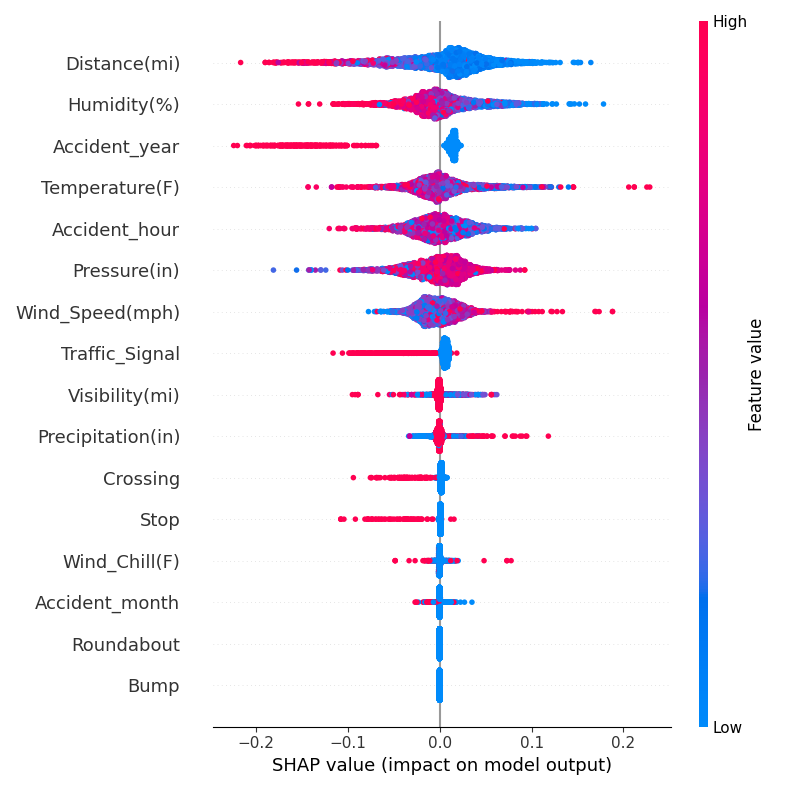 High
Distance(mi)
Humidity(%)
Accident_year
Temperature(F)
Accident_hour
Pressure(in)
Wind_Speed(mph)
Traffic_Signal
Visibility(mi)
Precipitation(in)
Crossing
Stop
Wind_Chill(F)
Accident_month
Roundabout
Bump
Feature value
Low
−0.2 −0.1 0.0 0.1 0.2
SHAP value (impact on model output)